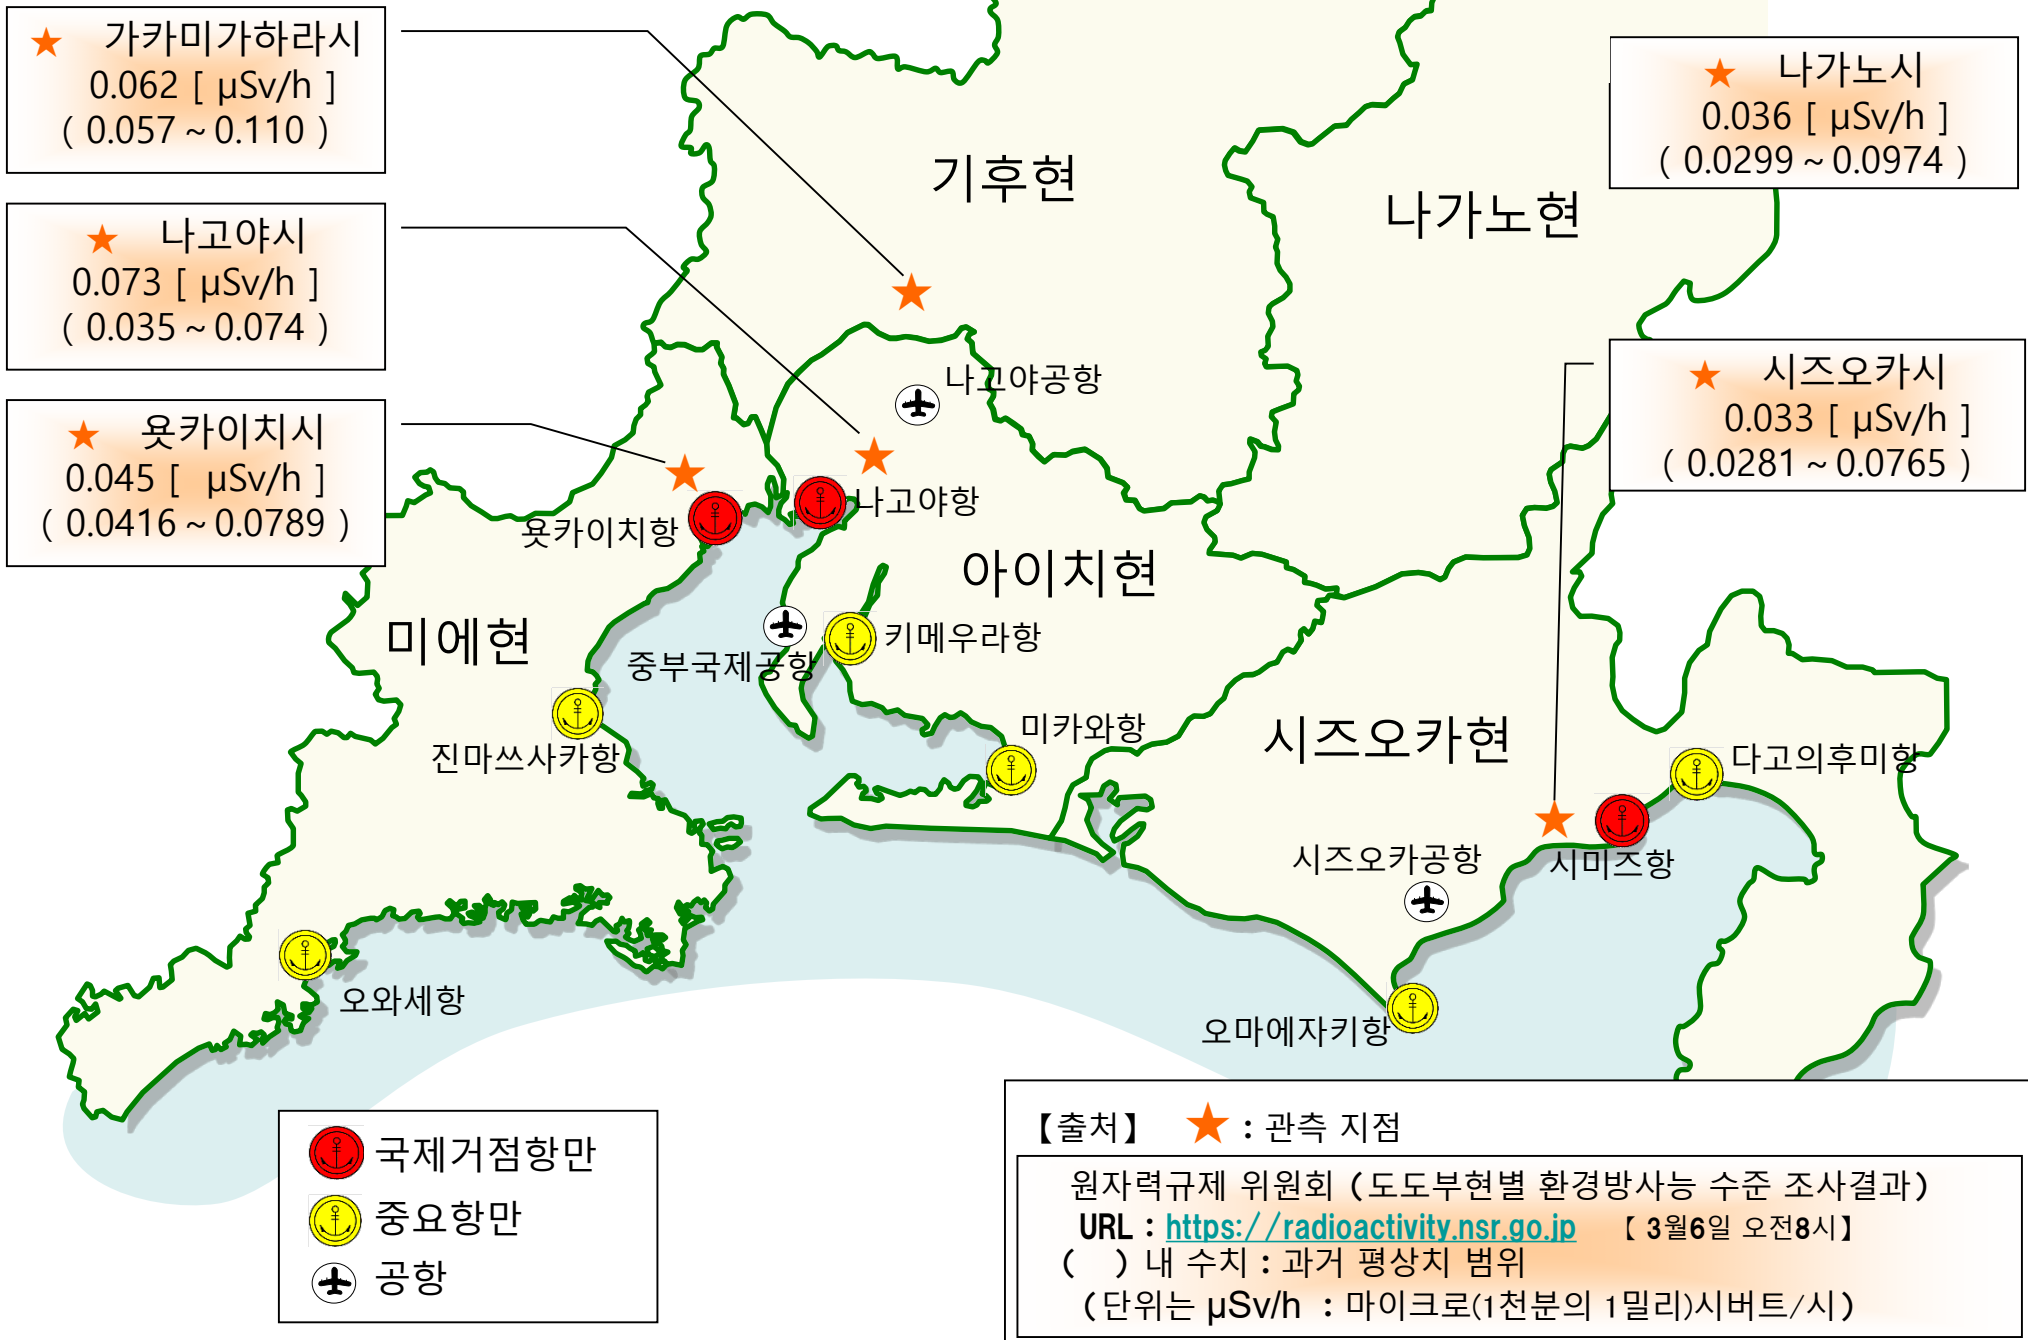 ★ 가카미가하라시
0.062 [ μSv/h ]
( 0.057～0.110 )
★ 나고야시
0.073 [ μSv/h ]
( 0.035～0.074 )
★ 욧카이치시
0.045 [ μSv/h ]
( 0.0416～0.0789 )
★ 나가노시
0.036 [ μSv/h ]
( 0.0299～0.0974 )
★ 시즈오카시
0.033 [ μSv/h ]
( 0.0281～0.0765 )
기후현
나가노현
나고야공항
나고야항
욧카이치항
아이치현
미에현
키메우라항
중부국제공항
미카와항
시즈오카현
진마쓰사카항
다고의후미항
시즈오카공항
시미즈항
오와세항
오마에자키항
국제거점항만
중요항만
공항
【출처】 ★ : 관측 지점
원자력규제 위원회 (도도부현별 환경방사능 수준 조사결과)
URL : https://radioactivity.nsr.go.jp 【 3월6일 오전8시】
( ) 내 수치 : 과거 평상치 범위
(단위는 μSv/h : 마이크로(1천분의 1밀리)시버트/시)